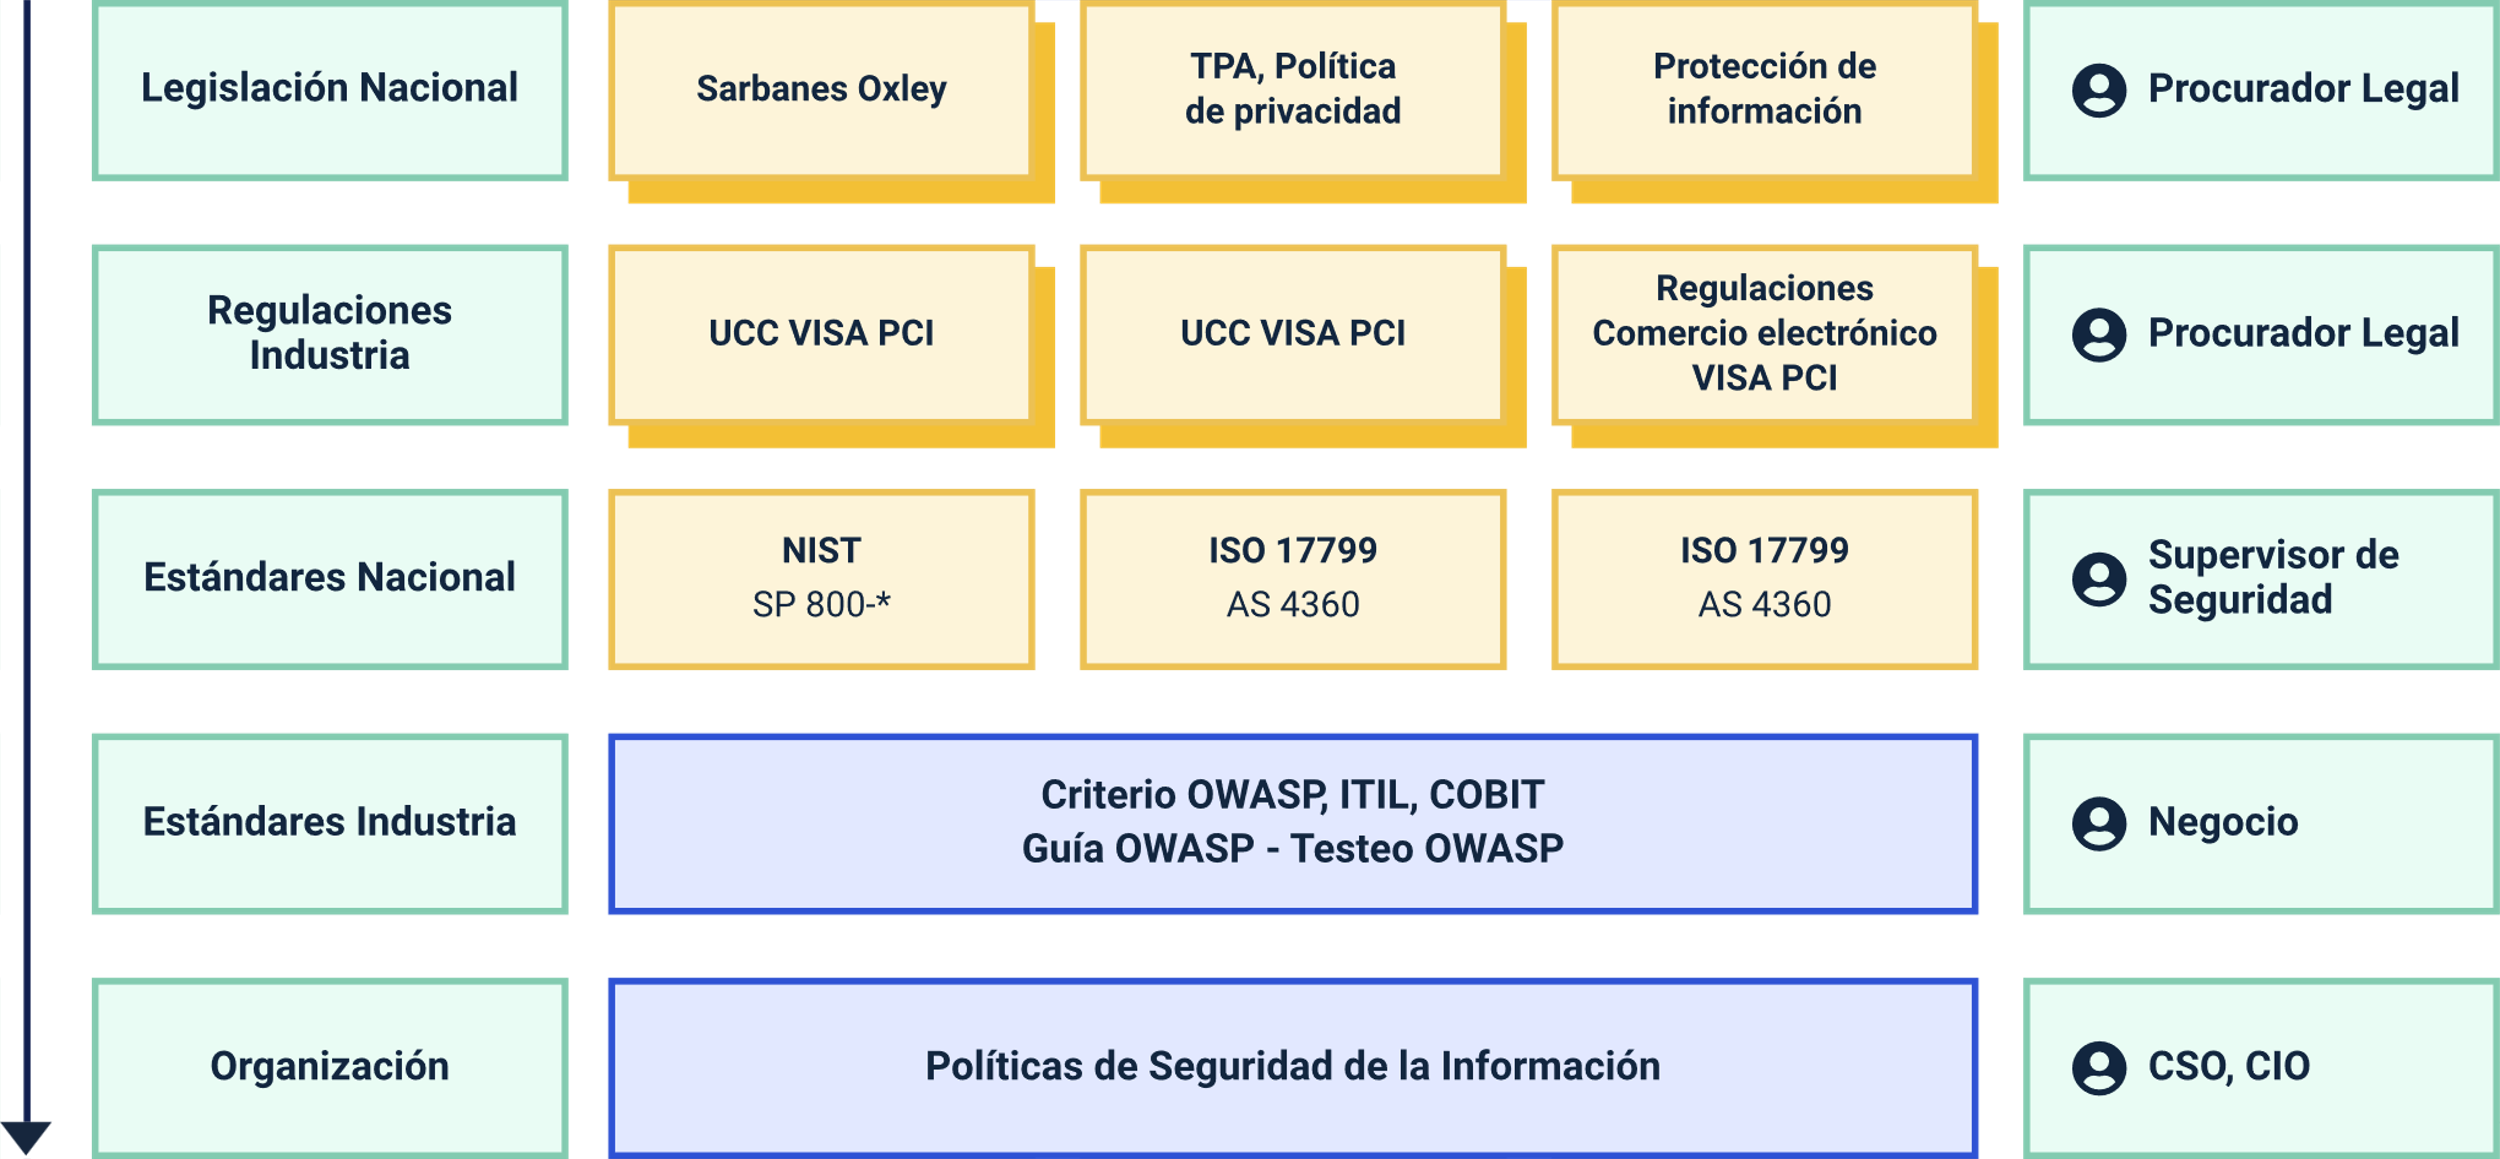 Legislación Nacional
Sarbanes Oxley
TPA, Política
de privacidad
Protección de
información
Procurador Legal
Regulaciones
Industria
UCC VISA PCI
UCC VISA PCI
Regulaciones
Comercio electrónico
VISA PCI
Procurador Legal
Estándares Nacional
NIST
SP 800-*
ISO 17799
AS 4360
ISO 17799
AS 4360
Supervisor de
Seguridad
Estándares Industria
Criterio OWASP, ITIL, COBIT
Guía OWASP - Testeo OWASP
Negocio
Organización
Políticas de Seguridad de la Información
CSO, CIO